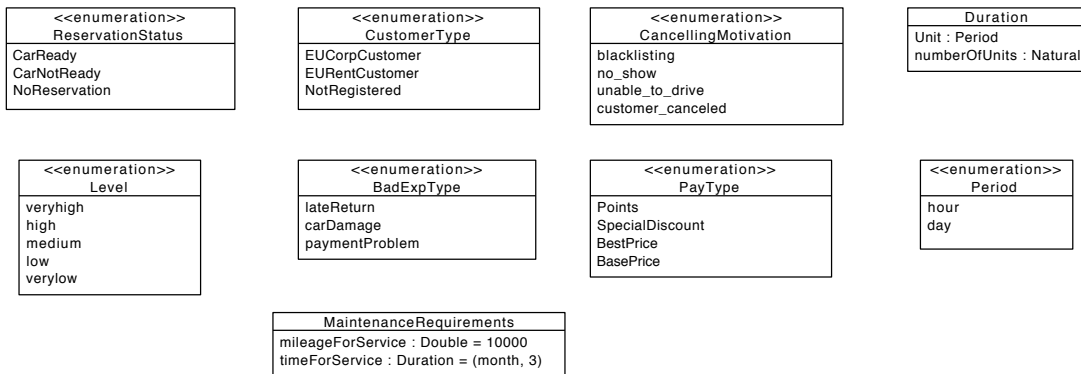 <<enumeration>>
ReservationStatus
CarReady
CarNotReady
NoReservation
<<enumeration>>
CustomerType
EUCorpCustomer
EURentCustomer
NotRegistered
<<enumeration>>
CancellingMotivation
blacklisting
no_show
unable_to_drive
customer_canceled
Duration
Unit : Period
numberOfUnits : Natural
<<enumeration>>
Level
veryhigh
high
medium
low
verylow
<<enumeration>>
BadExpType
lateReturn
carDamage
paymentProblem
<<enumeration>>
PayType
Points
SpecialDiscount
BestPrice
BasePrice
<<enumeration>>
Period
hour
day
MaintenanceRequirements
mileageForService : Double = 10000
timeForService : Duration = (month, 3)